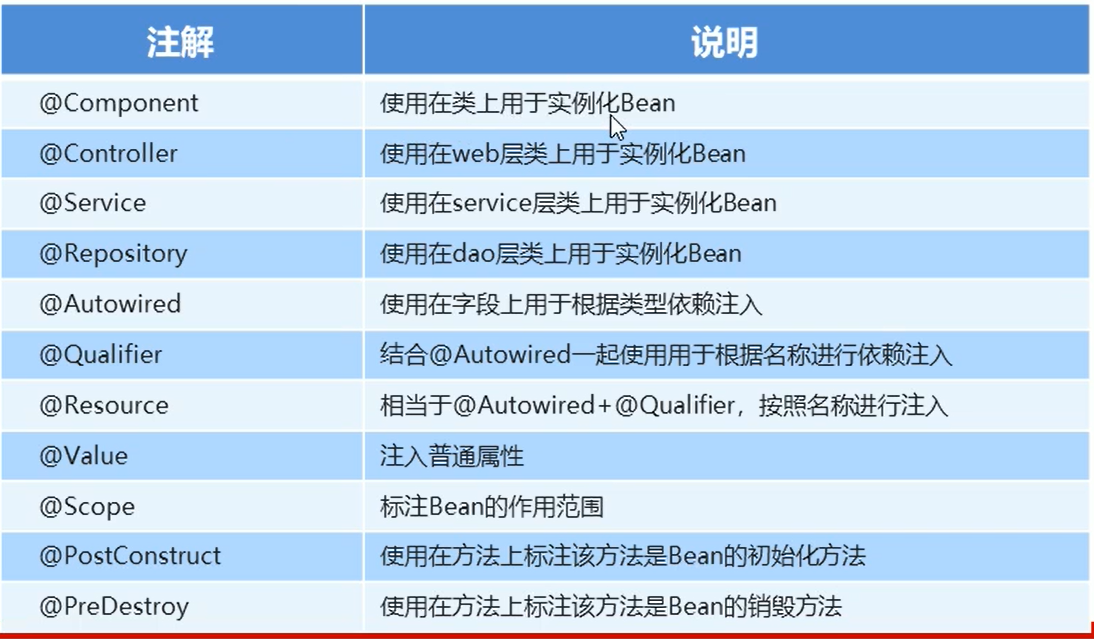 注解 说明
@Component 使用在类上用于实例化Bean
@Controller 使用在web层类上用于实例化Bean
@Service 使用在service层类上用于实例化Bean
@Repository 使用在dao层类上用于实例化Bean
@Autowired 使用在字段上用于根据类型依赖注入
@Qualifier 结合@Autowired一起使用用于根据名称进行依赖注入
@Resource 相当于@Autowired+@Qualifier，按照名称进行注入
@Value 注入普通属性
@Scope 标注Bean的作用范围
@PostConstruct 使用在方法上标注该方法是Bean的初始化方法
@PreDestroy 使用在方法上标注该方法是Bean的销毁方法